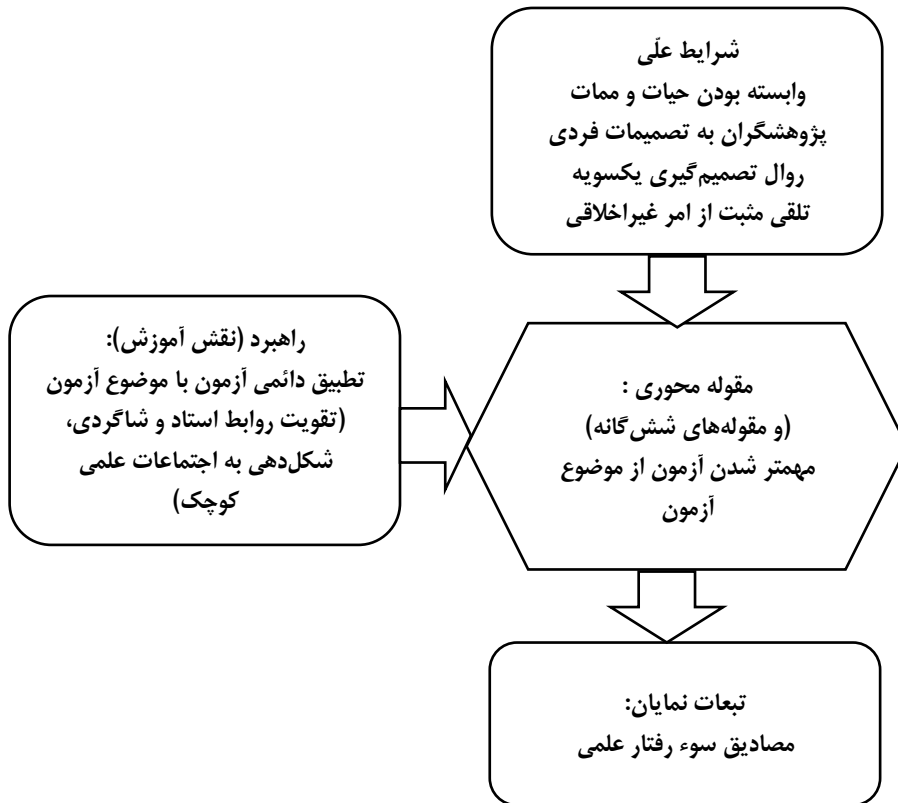 شرایط علّی
وابسته بودن حیات و ممات
پژوهشگران به تصمیمات فردی
روال تصمیم‌گیری یکسویه
تلقی مثبت از امر غیراخلاقی
راهبرد (نقش آموزش):
تطبیق دائمی آزمون با موضوع آزمون
(تقویت روابط استاد و شاگردی،
شکل‌دهی به اجتماعات علمی
کوچک)
مقوله محوری :
(و مقوله‌های شش‌گانه)
مهمتر شدن آزمون از موضوع
آزمون
تبعات نمایان:
مصادیق سوء رفتار علمی